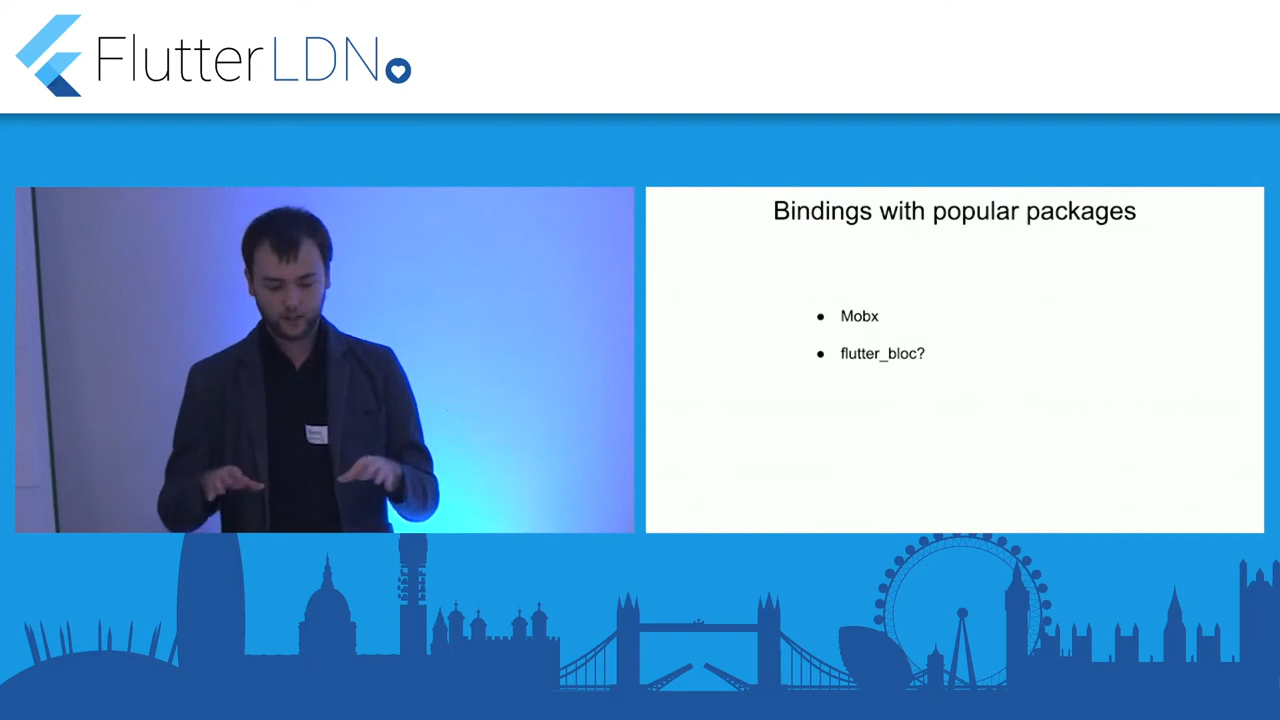 FlutterLDN
Bindings with popular packages
● Mobx
● flutter_bloc?